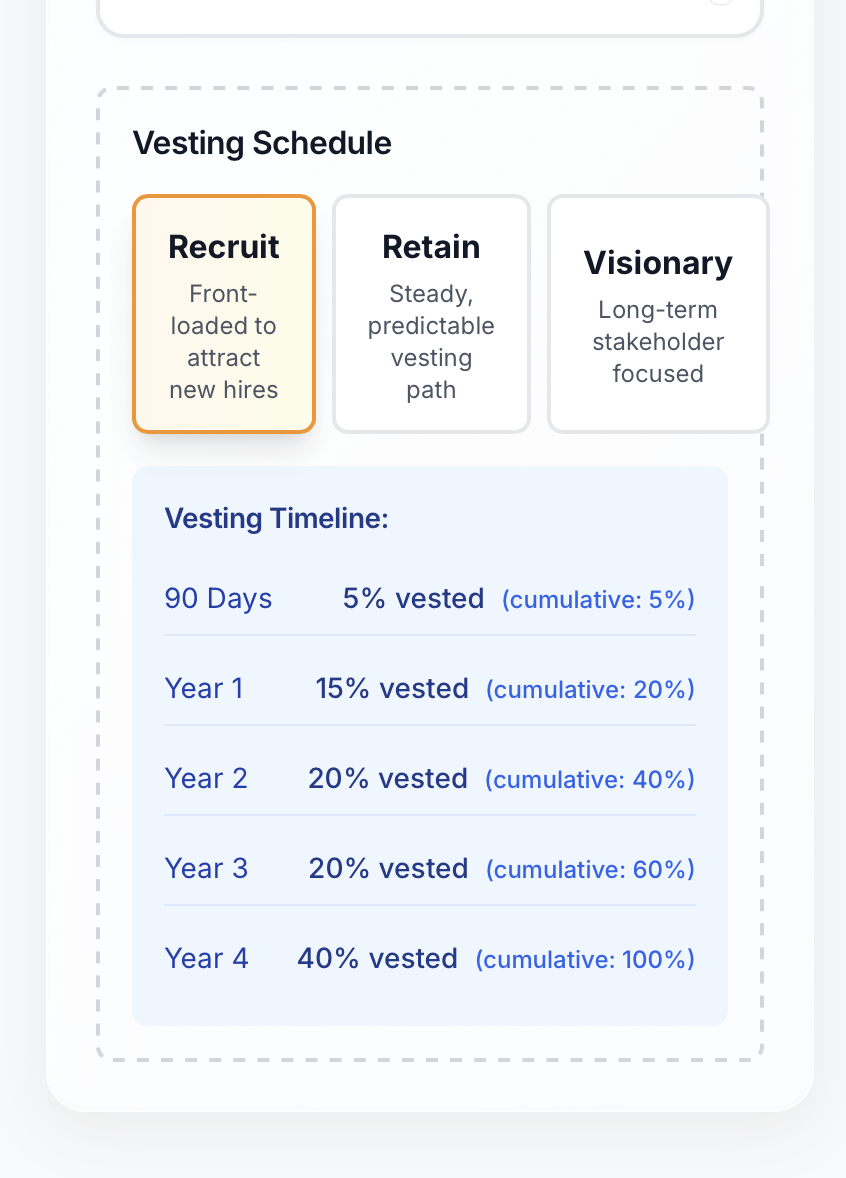 Vesting Schedule
Recruit
Front-
loaded to
attract
new hires
Retain
Steady,
predictable
vesting
path
Visionary
Long-term
stakeholder
focused
Vesting Timeline:
90 Days 5% vested (cumulative: 5%)
Year 1 15% vested (cumulative: 20%)
Year 2 20% vested (cumulative: 40%)
Year 3 20% vested (cumulative: 60%)
Year 4 40% vested (cumulative: 100%)